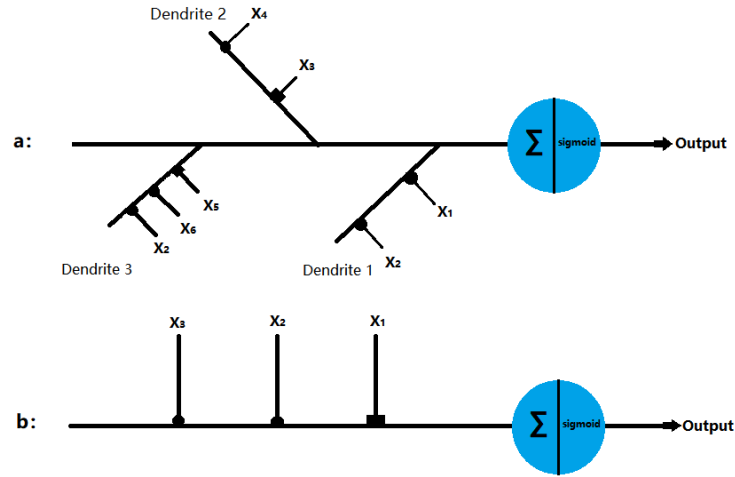 Dendrite 2
X₄
X₃
a:
Σ
sigmoid
Output
X₅
X₆
X₂
X₁
X₂
Dendrite 3
Dendrite 1
X₃
X₂
X₁
b:
Σ
sigmoid
Output